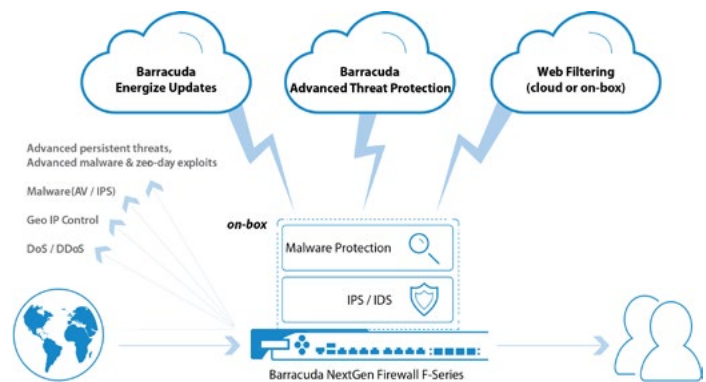 Barracuda
Energize Updates
Barracuda
Advanced Threat Protection
Web Filtering
(cloud or on-box)
Advanced persistent threats,
Advanced malware & zeo-day exploits
Malware(AV / IPS)
Geo IP Control
DoS / DDoS
on-box
Malware Protection
IPS / IDS
Barracuda NextGen Firewall F-Series